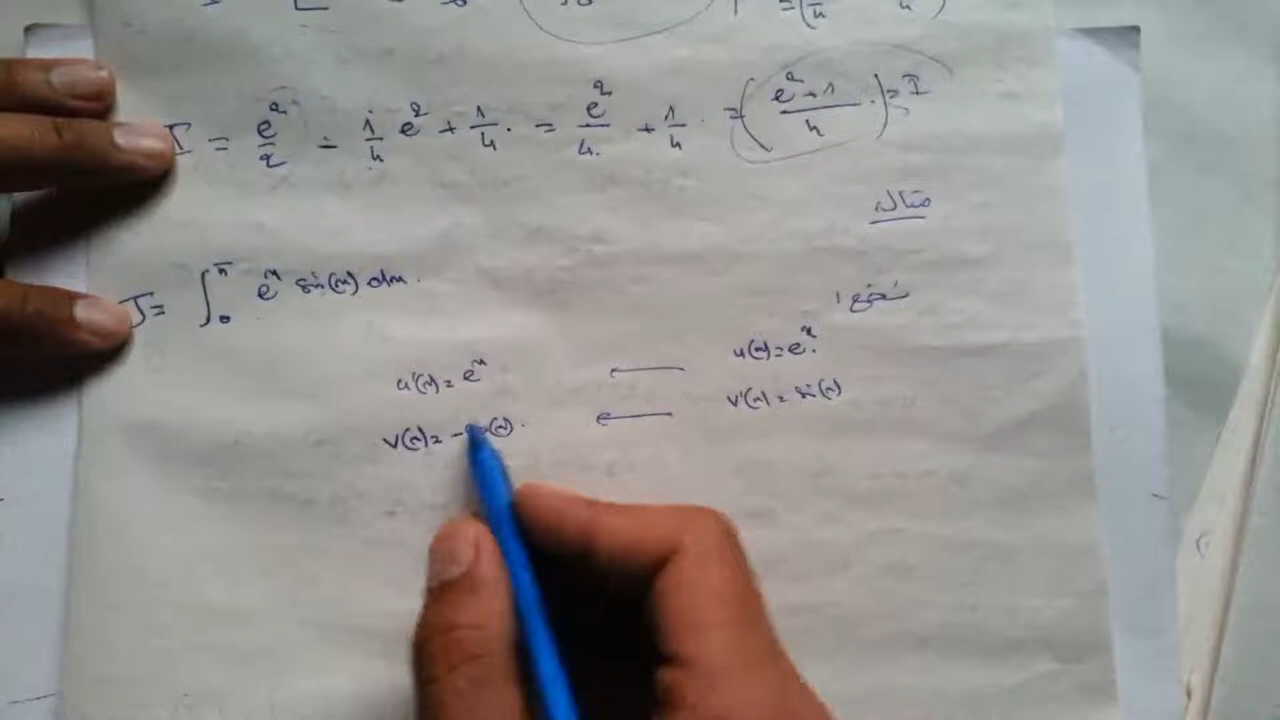 I = e²/2 - 1/4 e² + 1/4 . = e²/4 . + 1/4 . = ( e²+1 / 4 . ) = I
مثال
J = ∫₀^π eˣ sin(x) dx .
نضع :
u'(x) = eˣ ← u(x) = eˣ .
v(x) = - ← v'(x) = sin(x)